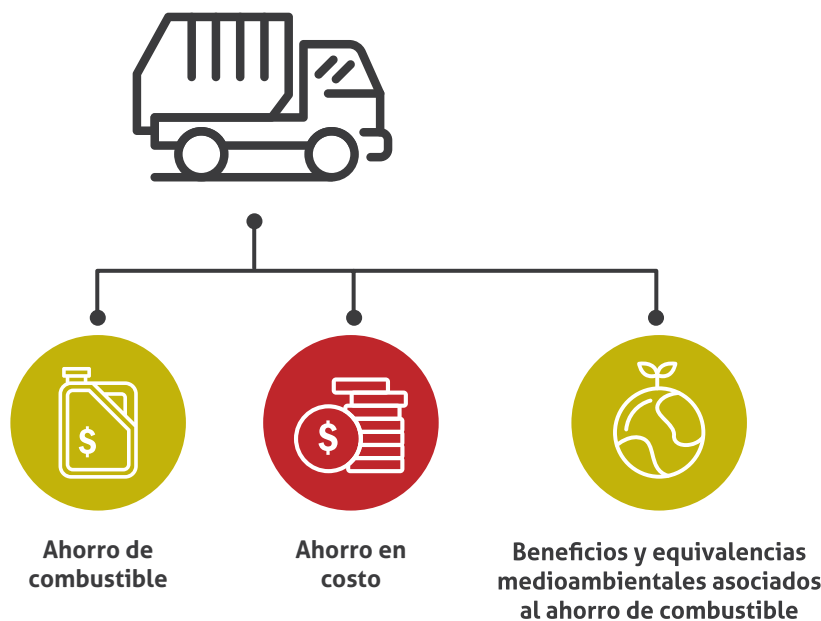 $
$
Ahorro de
combustible
Ahorro en
costo
Beneficios y equivalencias
medioambientales asociados
al ahorro de combustible